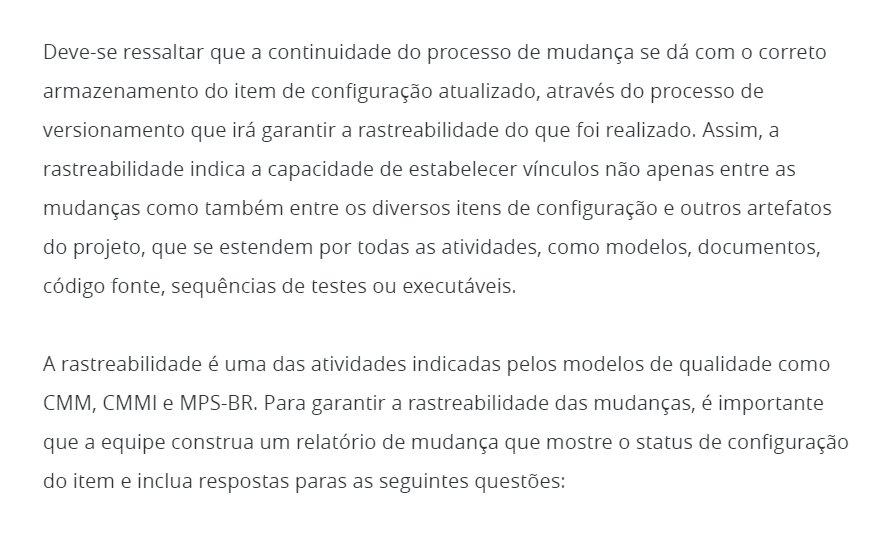 Deve-se ressaltar que a continuidade do processo de mudança se dá com o correto
armazenamento do item de configuração atualizado, através do processo de
versionamento que irá garantir a rastreabilidade do que foi realizado. Assim, a
rastreabilidade indica a capacidade de estabelecer vínculos não apenas entre as
mudanças como também entre os diversos itens de configuração e outros artefatos
do projeto, que se estendem por todas as atividades, como modelos, documentos,
código fonte, sequências de testes ou executáveis.
A rastreabilidade é uma das atividades indicadas pelos modelos de qualidade como
CMM, CMMI e MPS-BR. Para garantir a rastreabilidade das mudanças, é importante
que a equipe construa um relatório de mudança que mostre o status de configuração
do item e inclua respostas paras as seguintes questões: